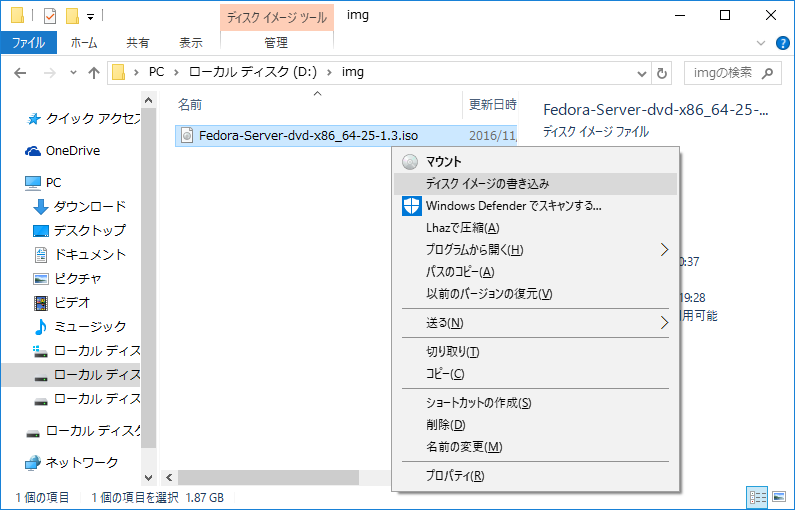 ディスク イメージ ツール
img
ファイル
ホーム
共有
表示
管理
PC
ローカル ディスク (D:)
img
imgの検索
クイック アクセス
OneDrive
PC
ダウンロード
デスクトップ
ドキュメント
ピクチャ
ビデオ
ミュージック
ローカル ディス
ローカル ディス
ローカル ディス
ローカル ディスク
ネットワーク
名前
更新日時
Fedora-Server-dvd-x86_64-25-1.3.iso
2016/11/
Fedora-Server-dvd-x86_64-25-...
ディスク イメージ ファイル
0:37
19:28
用可能
マウント
ディスク イメージの書き込み
Windows Defender でスキャンする...
Lhazで圧縮(A)
プログラムから開く(H)
パスのコピー(A)
以前のバージョンの復元(V)
送る(N)
切り取り(T)
コピー(C)
ショートカットの作成(S)
削除(D)
名前の変更(M)
プロパティ(R)
1 個の項目
1 個の項目を選択 1.87 GB